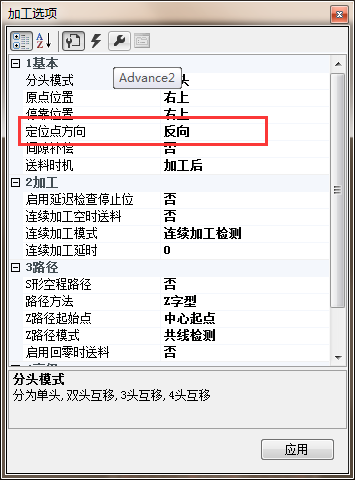 加工选项
1基本
分头模式 头
Advance2
原点位置 右上
停靠位置 右上
定位点方向 反向
间隙补偿 否
送料时机 加工后
2加工
启用延迟检查停止位 否
连续加工空时送料 否
连续加工模式 连续加工检测
连续加工延时 0
3路径
S形空程路径 否
路径方法 Z字型
Z路径起始点 中心起点
Z路径模式 共线检测
启用回零时送料 否
分头模式
分为单头, 双头互移, 3头互移, 4头互移
应用